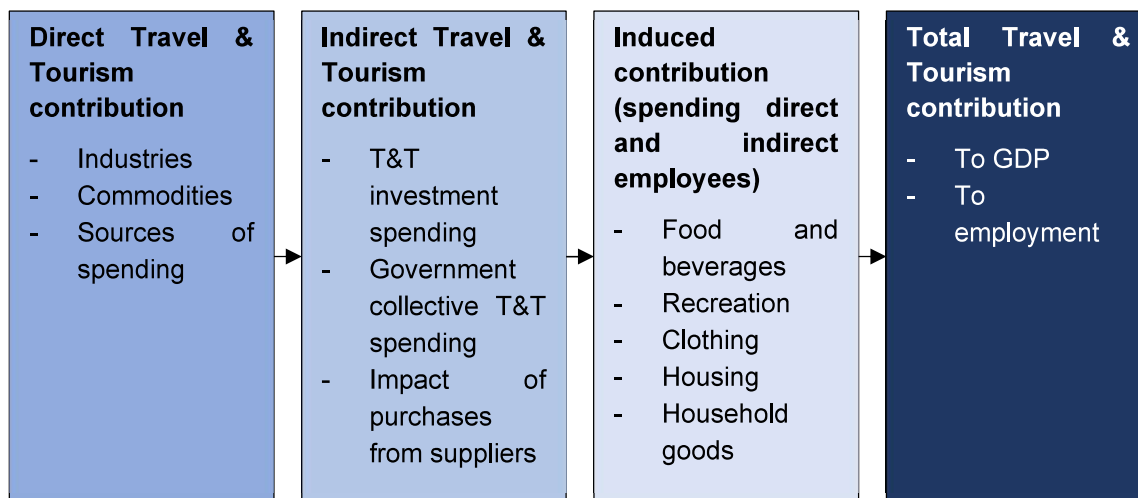 Direct Travel &
Tourism
contribution
- Industries
- Commodities
- Sources of
spending
Indirect Travel &
Tourism
contribution
- T&T
investment
spending
- Government
collective T&T
spending
- Impact of
purchases
from suppliers
Induced
contribution
(spending direct
and indirect
employees)
- Food and
beverages
- Recreation
- Clothing
- Housing
- Household
goods
Total Travel &
Tourism
contribution
- To GDP
- To
employment